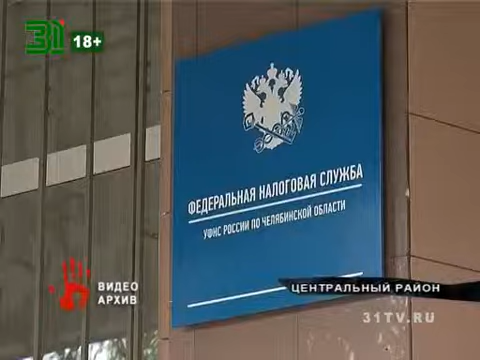 31 18+
ФЕДЕРАЛЬНАЯ НАЛОГОВАЯ СЛУЖБА
УФНС РОССИИ ПО ЧЕЛЯБИНСКОЙ ОБЛАСТИ
ВИДЕО
АРХИВ
ЦЕНТРАЛЬНЫЙ РАЙОН
31TV.RU